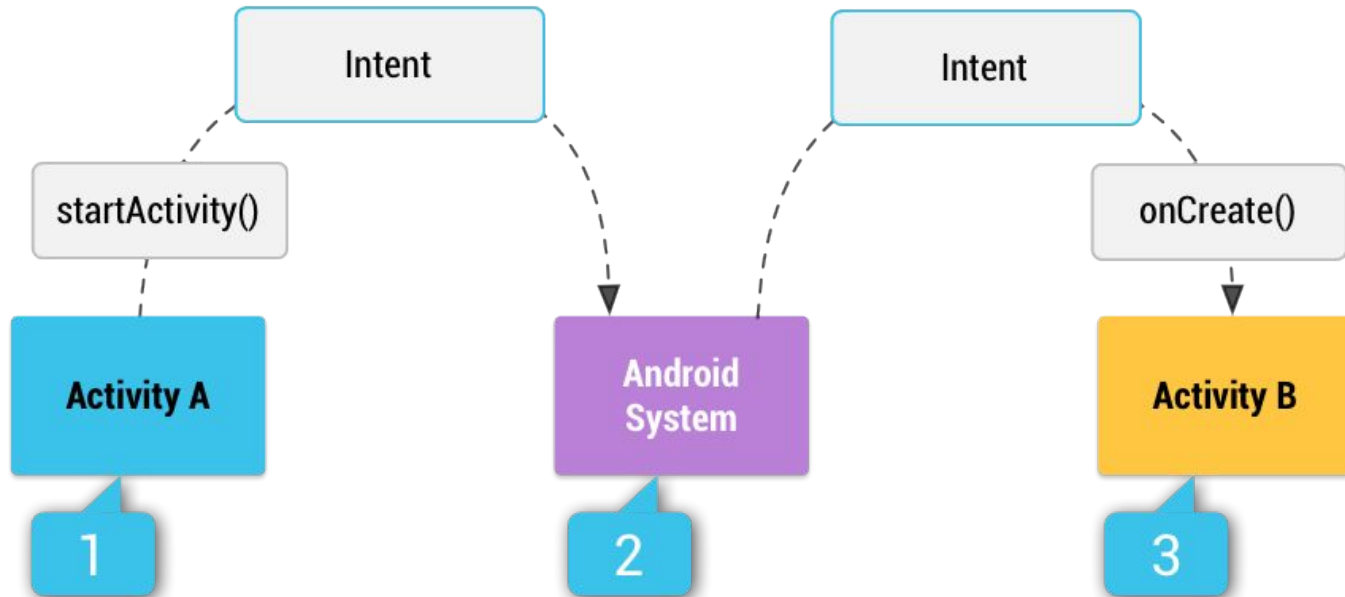 Intent
Intent
startActivity()
onCreate()
Activity A
Android
System
Activity B
1
2
3